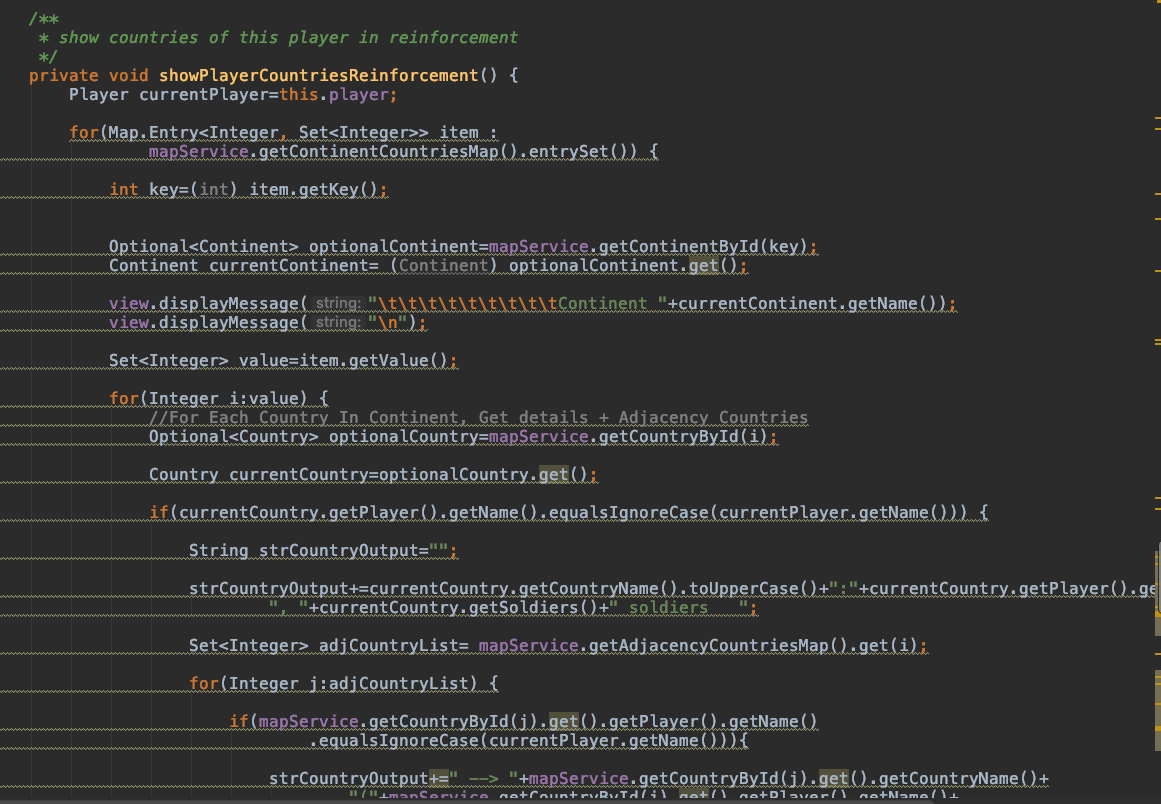 /**
 * show countries of this player in reinforcement
 */
private void showPlayerCountriesReinforcement() {
    Player currentPlayer=this.player;
    for(Map.Entry<Integer, Set<Integer>> item :
            mapService.getContinentCountriesMap().entrySet()) {
        int key=(int) item.getKey();
        Optional<Continent> optionalContinent=mapService.getContinentById(key);
        Continent currentContinent= (Continent) optionalContinent.get();
        view.displayMessage( string: "\t\t\t\t\t\t\t\t\tContinent "+currentContinent.getName());
        view.displayMessage( string: "\n");
        Set<Integer> value=item.getValue();
        for(Integer i:value) {
            //For Each Country In Continent, Get details + Adjacency Countries
            Optional<Country> optionalCountry=mapService.getCountryById(i);
            Country currentCountry=optionalCountry.get();
            if(currentCountry.getPlayer().getName().equalsIgnoreCase(currentPlayer.getName())) {
                String strCountryOutput="";
                strCountryOutput+=currentCountry.getCountryName().toUpperCase()+":"+currentCountry.getPlayer().ge
                        ", "+currentCountry.getSoldiers()+" soldiers   ";
                Set<Integer> adjCountryList= mapService.getAdjacencyCountriesMap().get(i);
                for(Integer j:adjCountryList) {
                    if(mapService.getCountryById(j).get().getPlayer().getName()
                            .equalsIgnoreCase(currentPlayer.getName())){
                        strCountryOutput+=" --> "+mapService.getCountryById(j).get().getCountryName()+
                                "("+mapService.getCountryById(j).get().getPlayer().getName()+